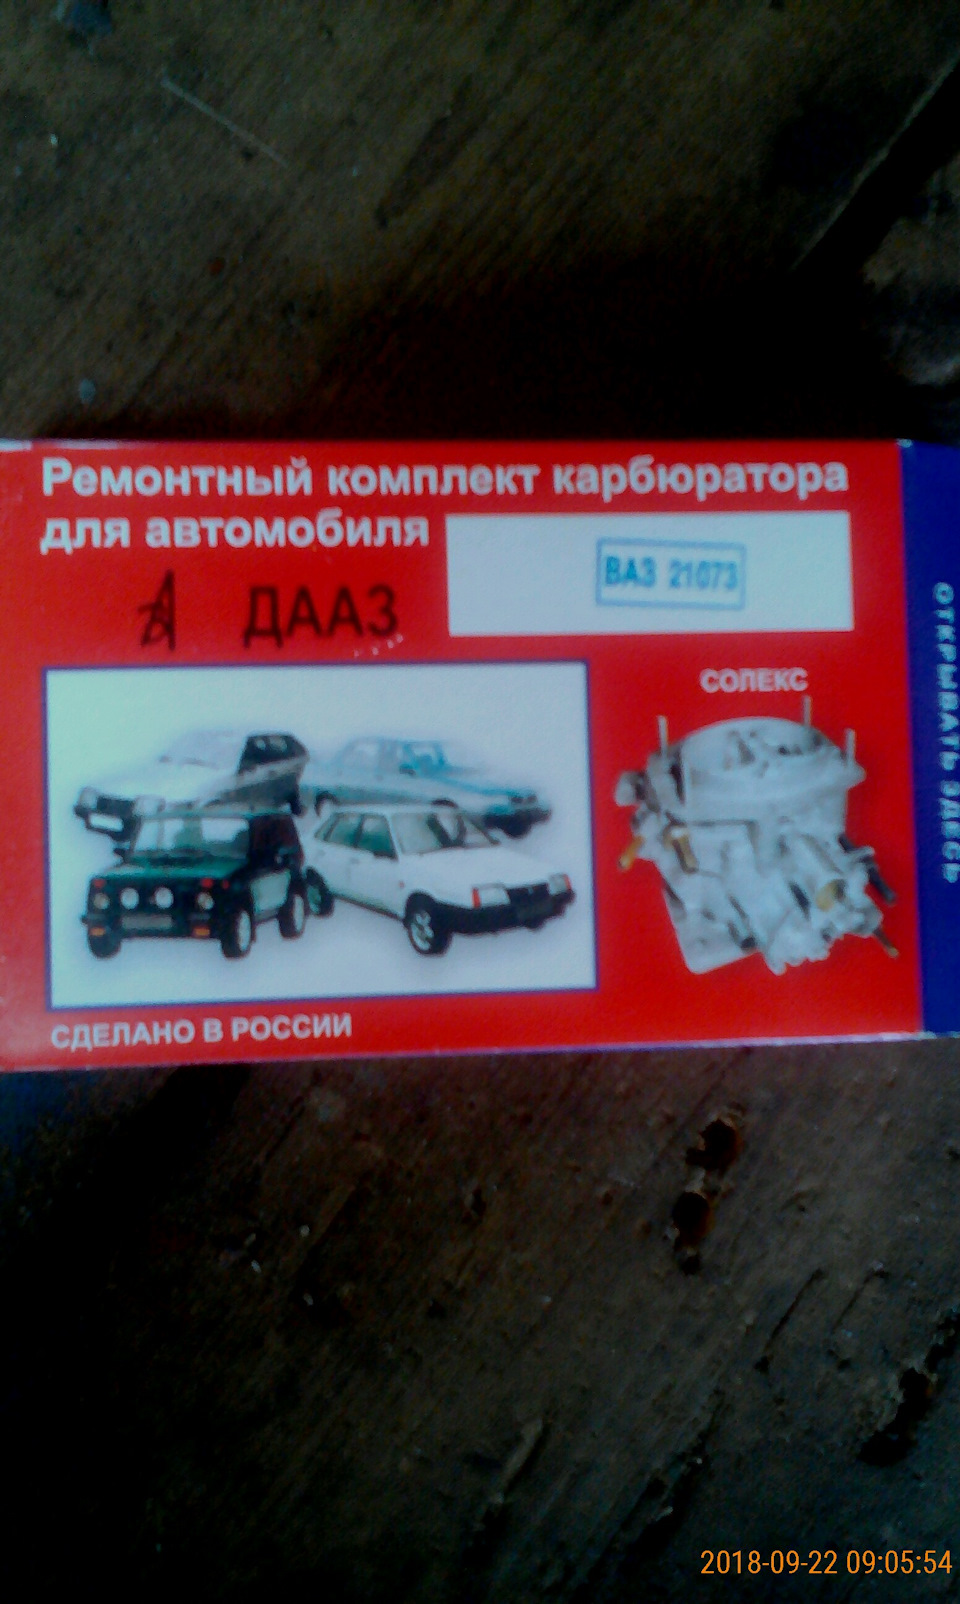 Ремонтный комплект карбюратора
для автомобиля
ВАЗ 21073
ДААЗ
СОЛЕКС
СДЕЛАНО В РОССИИ
ОТКРЫВАТЬ ЗДЕСЬ
2018-09-22 09:05:54